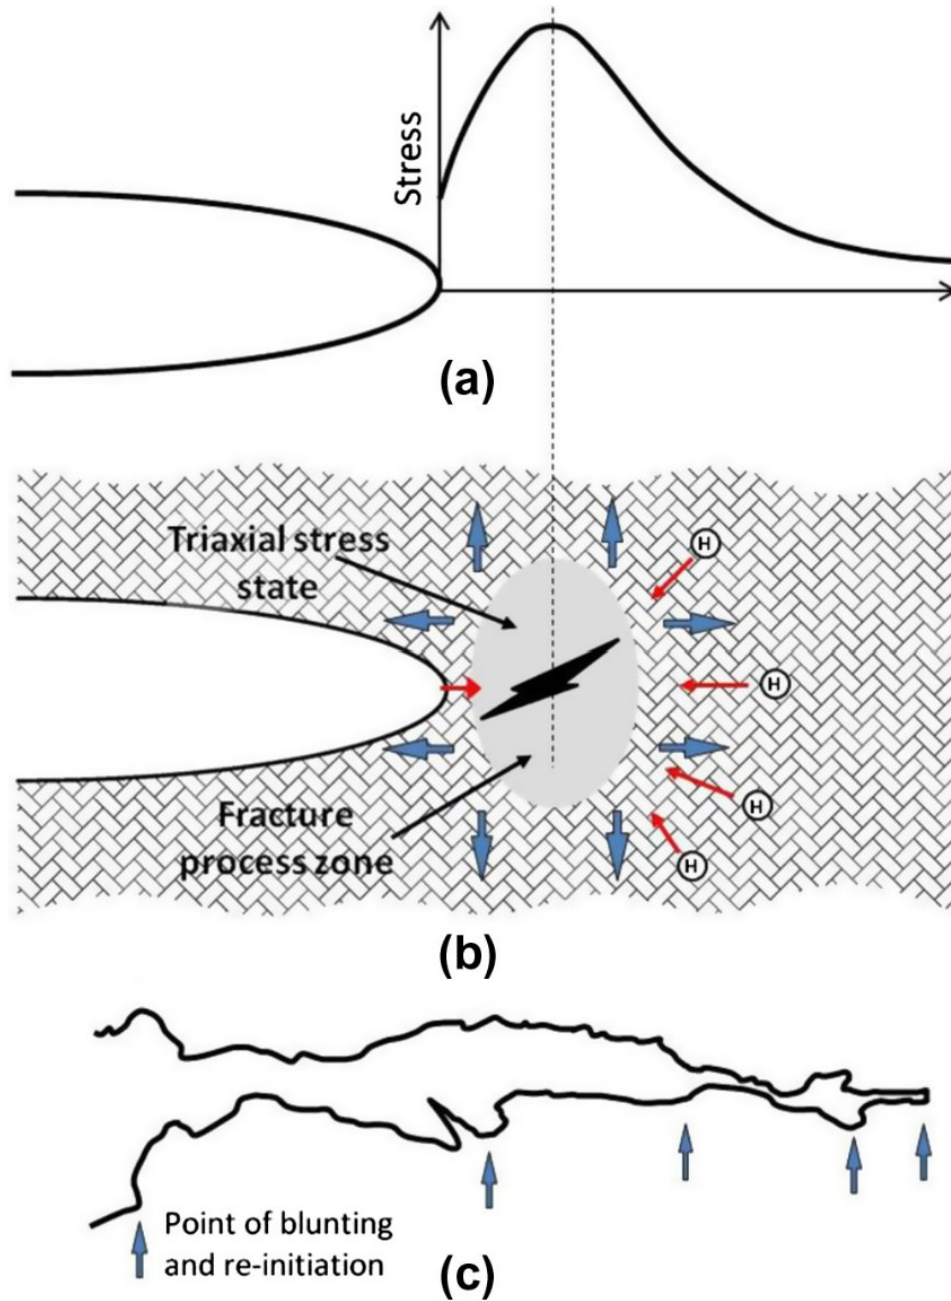 Stress
(a)
Triaxial stress
state
H
H
H
H
Fracture
process zone
(b)
Point of blunting
and re-initiation
(c)